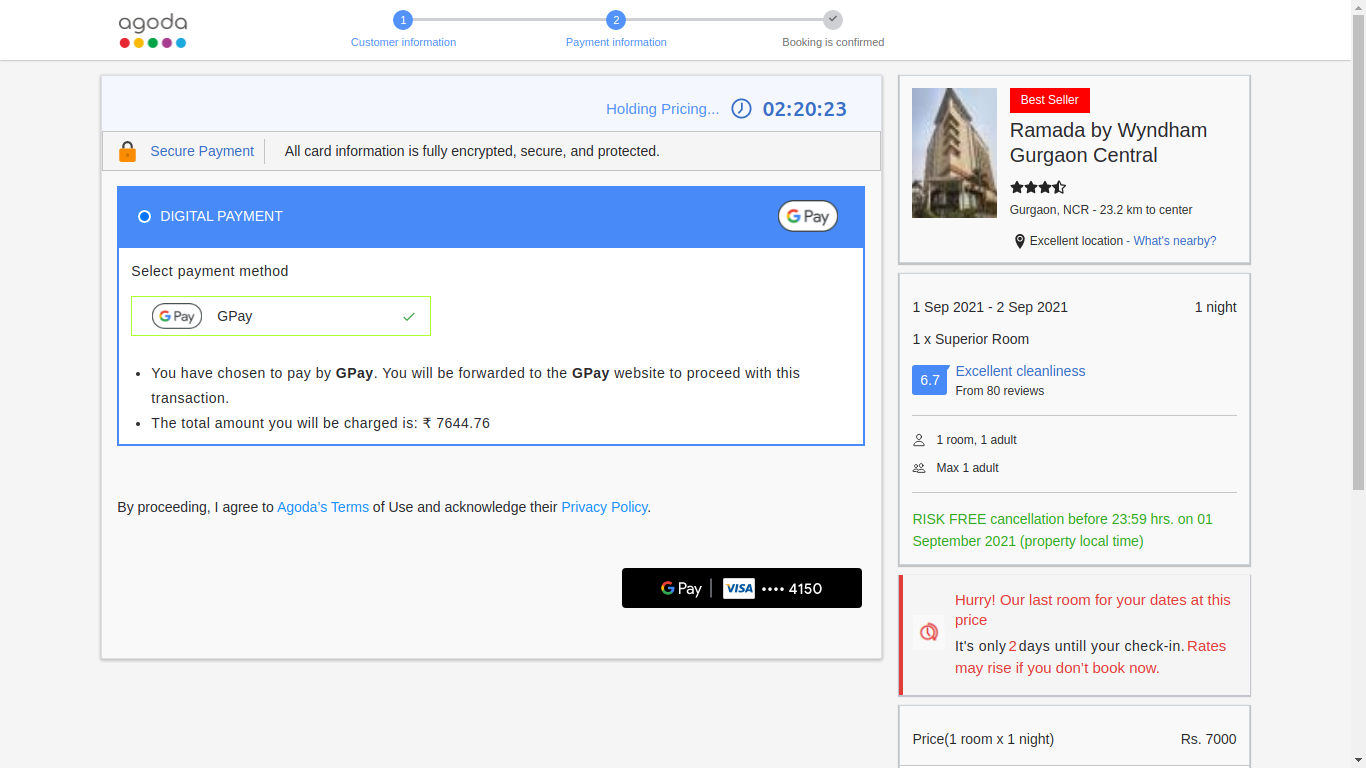 agoda
1
2
Customer information
Payment information
Booking is confirmed
Holding Pricing...
02:20:23
Secure Payment
All card information is fully encrypted, secure, and protected.
DIGITAL PAYMENT
G Pay
Select payment method
G Pay
GPay
• You have chosen to pay by GPay. You will be forwarded to the GPay website to proceed with this
transaction.
• The total amount you will be charged is: ₹ 7644.76
By proceeding, I agree to Agoda's Terms of Use and acknowledge their Privacy Policy.
G Pay | VISA •••• 4150
Best Seller
Ramada by Wyndham
Gurgaon Central
Gurgaon, NCR - 23.2 km to center
Excellent location - What's nearby?
1 Sep 2021 - 2 Sep 2021
1 night
1 x Superior Room
6.7
Excellent cleanliness
From 80 reviews
1 room, 1 adult
Max 1 adult
RISK FREE cancellation before 23:59 hrs. on 01
September 2021 (property local time)
Hurry! Our last room for your dates at this
price
It's only 2 days untill your check-in. Rates
may rise if you don't book now.
Price(1 room x 1 night)
Rs. 7000